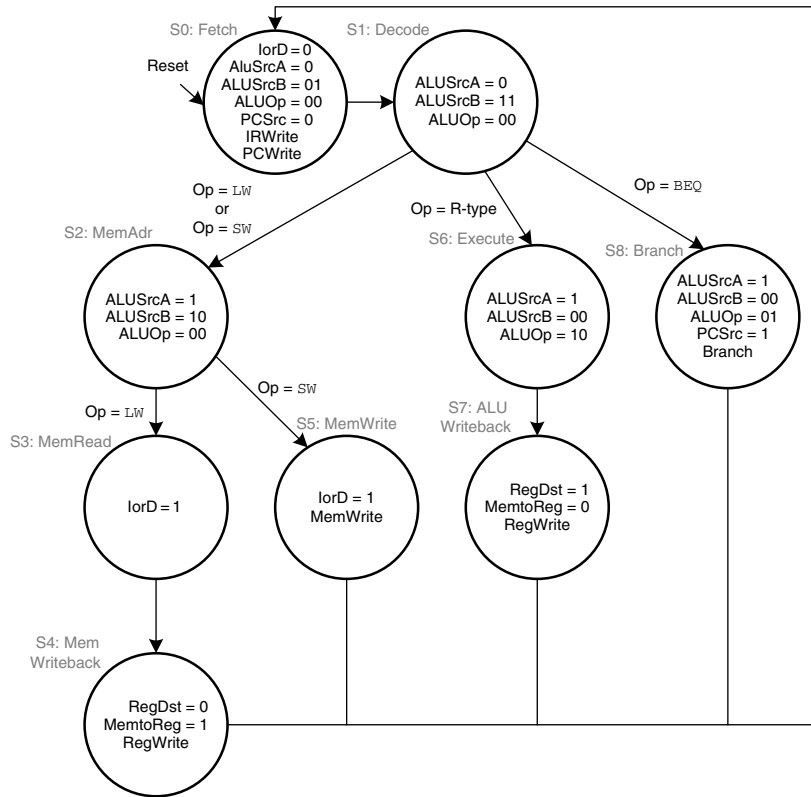 S0: Fetch
S1: Decode
Reset
IorD = 0
AluSrcA = 0
ALUSrcB = 01
ALUOp = 00
PCSrc = 0
IRWrite
PCWrite
ALUSrcA = 0
ALUSrcB = 11
ALUOp = 00
Op = LW
or
Op = SW
Op = R-type
Op = BEQ
S2: MemAdr
S6: Execute
S8: Branch
ALUSrcA = 1
ALUSrcB = 10
ALUOp = 00
ALUSrcA = 1
ALUSrcB = 00
ALUOp = 10
ALUSrcA = 1
ALUSrcB = 00
ALUOp = 01
PCSrc = 1
Branch
Op = SW
Op = LW
S3: MemRead
S5: MemWrite
S7: ALU
Writeback
IorD = 1
IorD = 1
MemWrite
RegDst = 1
MemtoReg = 0
RegWrite
S4: Mem
Writeback
RegDst = 0
MemtoReg = 1
RegWrite